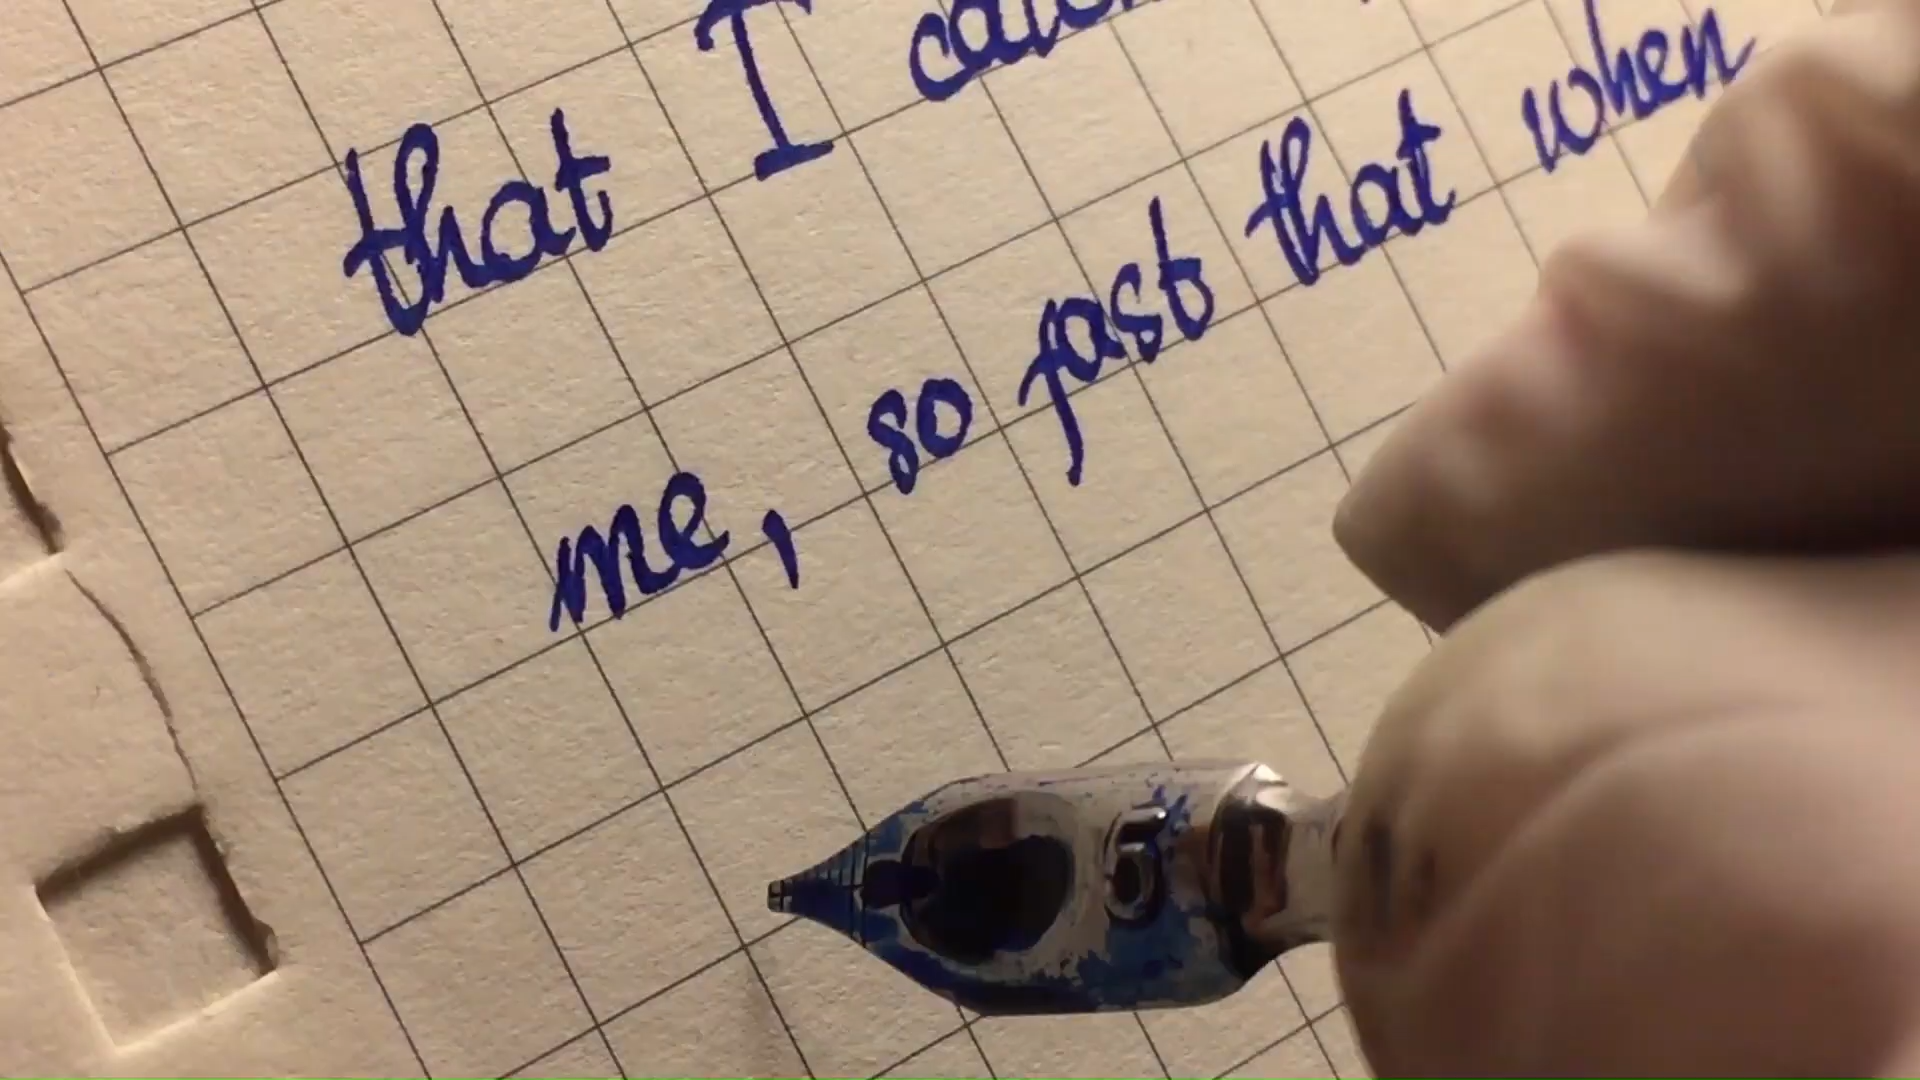 that I
me, so fast that when